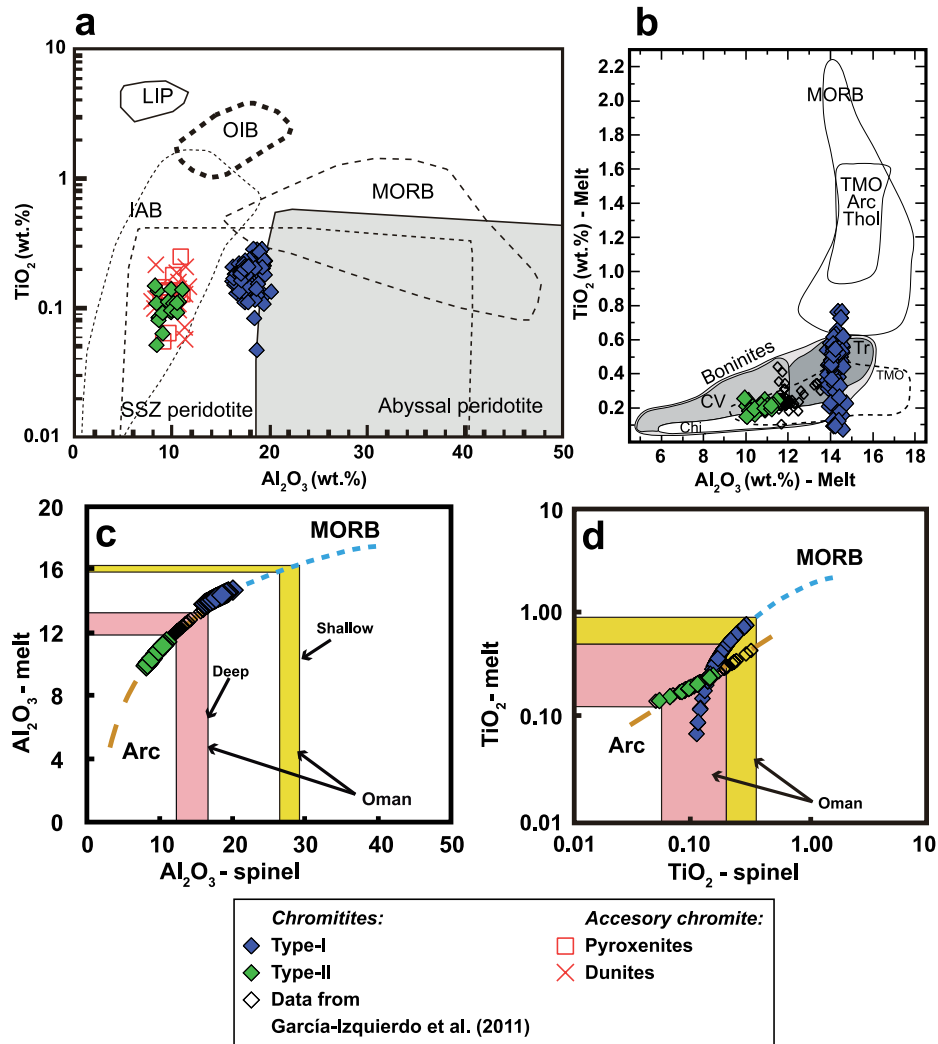 a
TiO2 (wt.%)
10
1
0.1
0.01
LIP
OIB
IAB
MORB
SSZ peridotite
Abyssal peridotite
0 10 20 30 40 50
Al2O3 (wt.%)
b
TiO2 (wt.%) - Melt
2.2
2.0
1.8
1.6
1.4
1.2
1.0
0.8
0.6
0.4
0.2
MORB
TMO
Arc
Thol
Boninites
Tr
TMO
CV
Chi
6 8 10 12 14 16 18
Al2O3 (wt.%) - Melt
c
Al2O3 - melt
20
16
12
8
4
0
MORB
Shallow
Deep
Arc
Oman
0 10 20 30 40 50
Al2O3 - spinel
d
TiO2 - melt
10
1.00
0.10
0.01
MORB
Arc
Oman
0.01 0.10 1.00 10
TiO2 - spinel
Chromitites: Accesory chromite:
Type-I Pyroxenites
Type-II Dunites
Data from
García-Izquierdo et al. (2011)